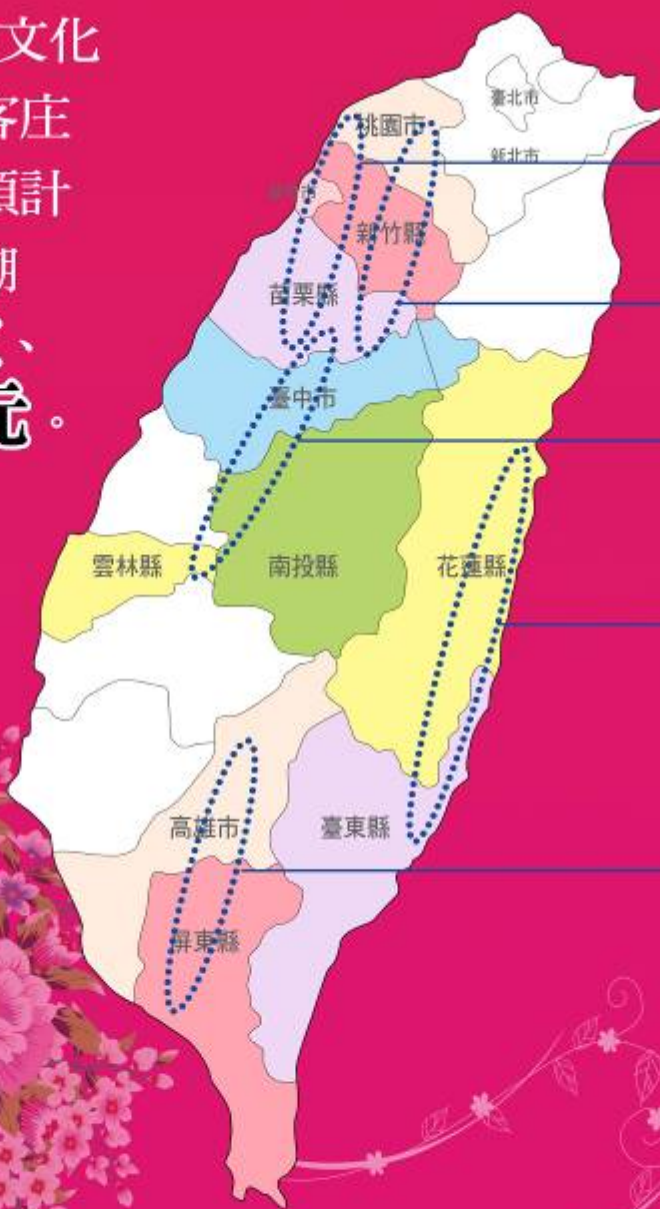 文化
客庄
預計
期
、
元。
臺北市
桃園市
新北市
新竹縣
苗栗縣
臺中市
雲林縣
南投縣
花蓮縣
高雄市
臺東縣
屏東縣